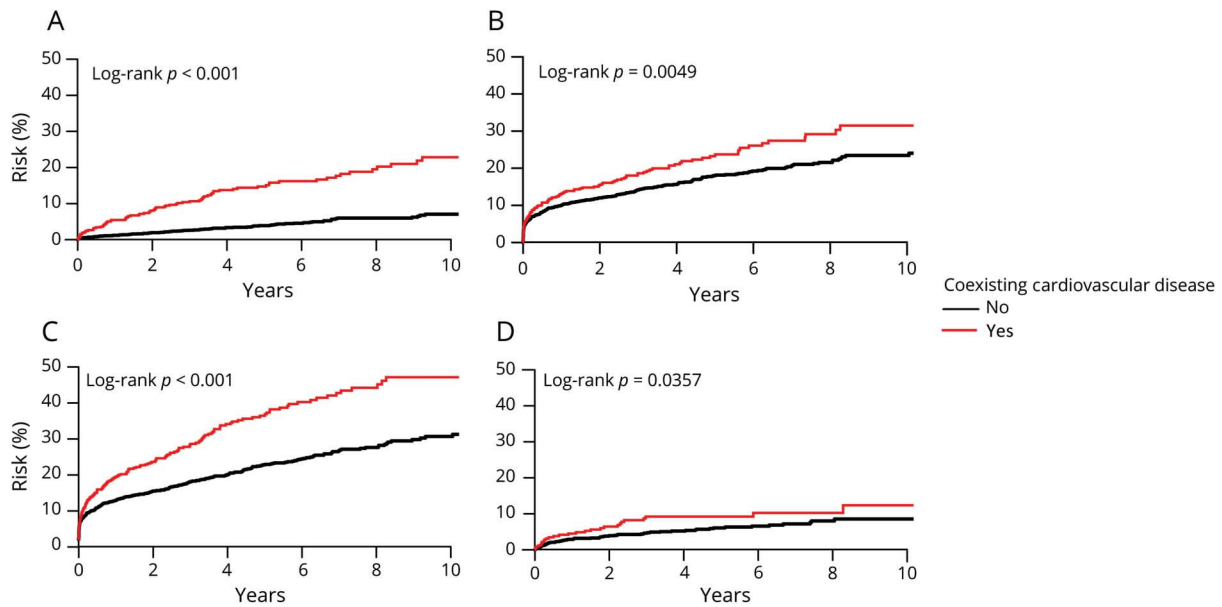 A
50
40
30
20
10
0
Risk (%)
Log-rank p < 0.001
0 2 4 6 8 10
Years
B
50
40
30
20
10
0
Log-rank p = 0.0049
0 2 4 6 8 10
Years
C
50
40
30
20
10
0
Risk (%)
Log-rank p < 0.001
0 2 4 6 8 10
Years
D
50
40
30
20
10
0
Log-rank p = 0.0357
0 2 4 6 8 10
Years
Coexisting cardiovascular disease
No
Yes